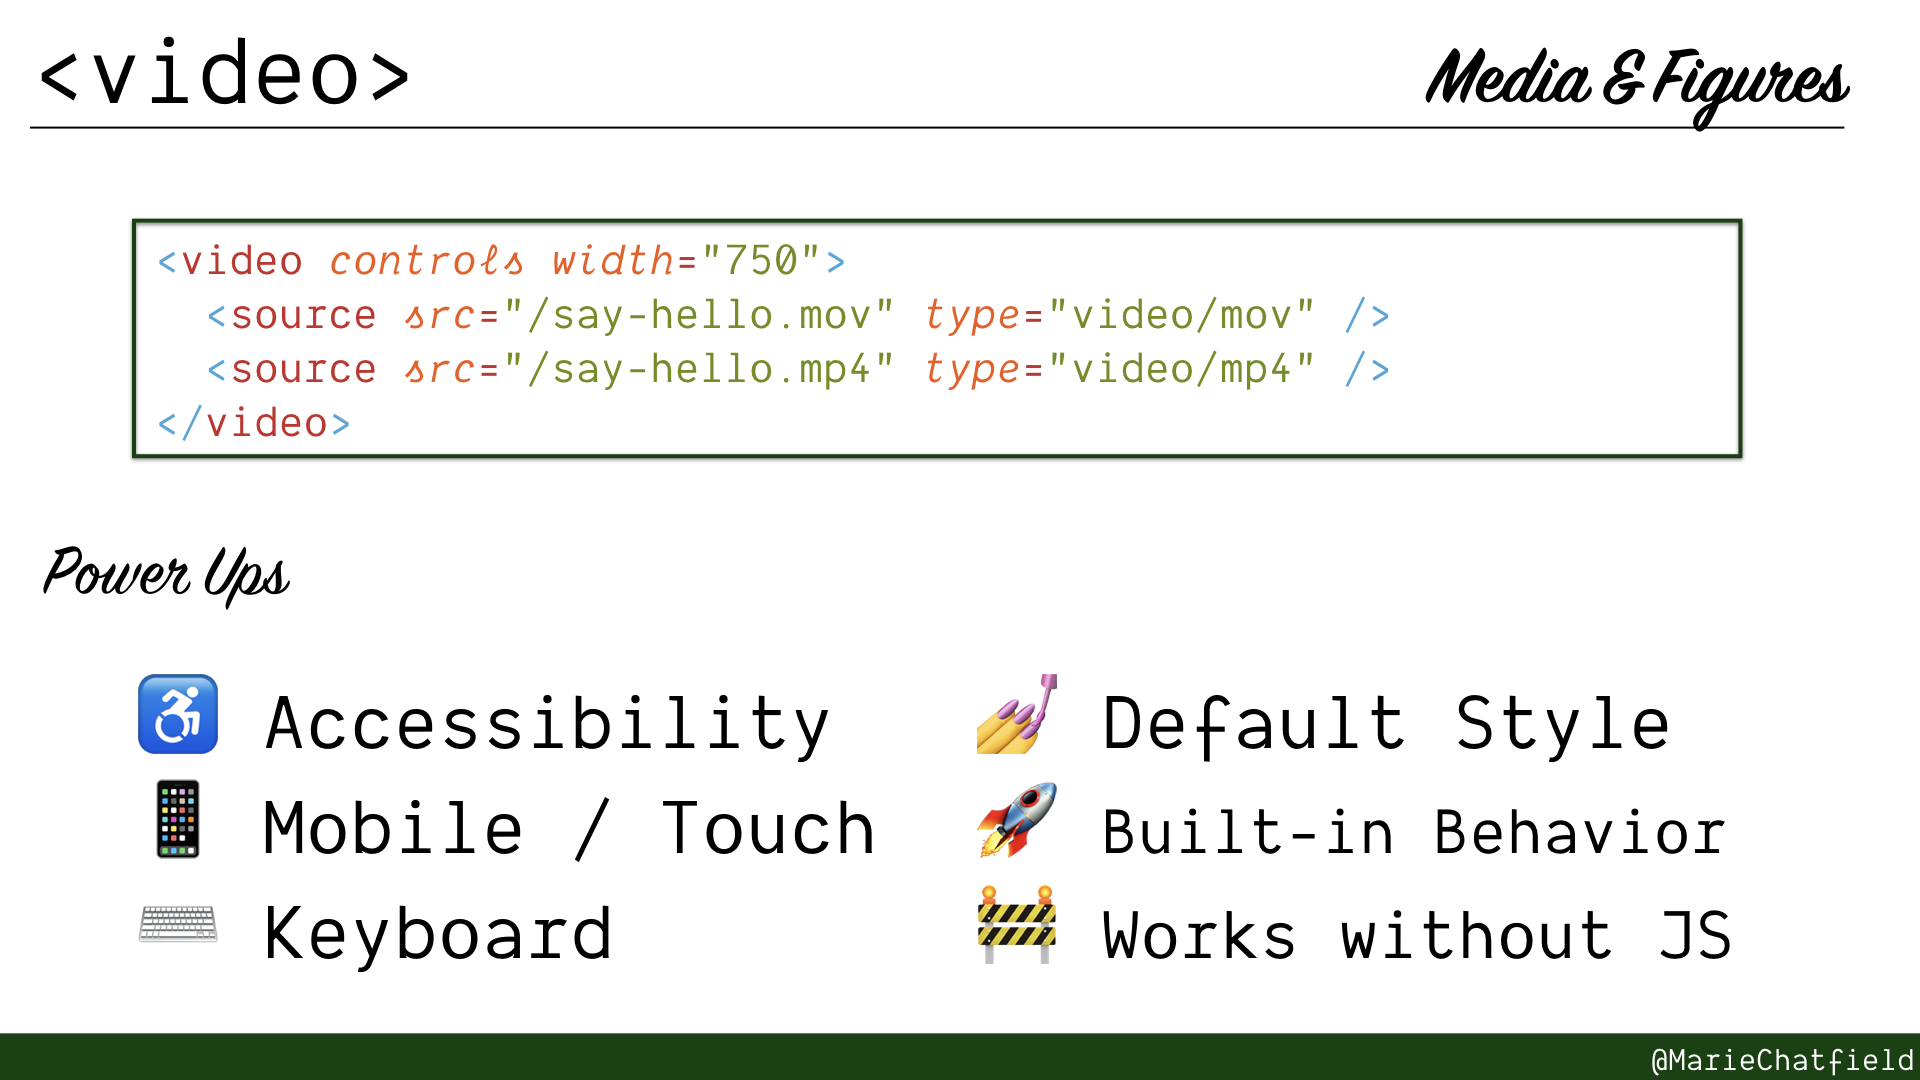 <video>
Media & Figures
<video controls width="750">
  <source src="/say-hello.mov" type="video/mov" />
  <source src="/say-hello.mp4" type="video/mp4" />
</video>
Power Ups
Accessibility
Mobile / Touch
Keyboard
Default Style
Built-in Behavior
Works without JS
@MarieChatfield